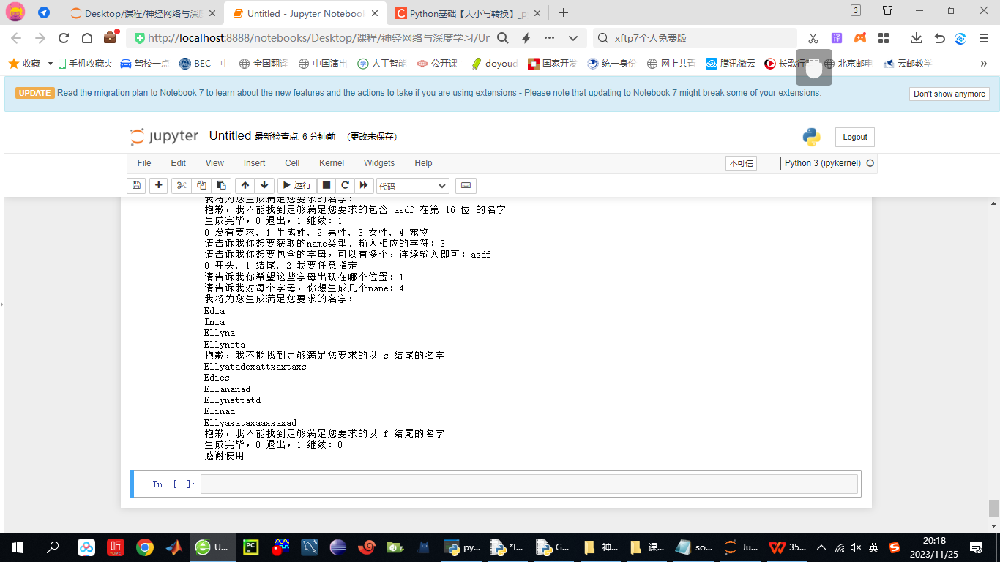 Desktop/课程/神经网络与深度
Untitled - Jupyter Notebook
Python基础【大小写转换】_p
3
http://localhost:8888/notebooks/Desktop/课程/神经网络与深度学习/Un
xftp7个人免费版
译
收藏
手机收藏夹
驾校一点
BEC - 中
全国翻译
中国演出
人工智能
公开课
doyoud
国家开发
统一身份
网上共青
腾讯微云
长歌行
北京邮电
云邮教学
UPDATE Read the migration plan to Notebook 7 to learn about the new features and the actions to take if you are using extensions - Please note that updating to Notebook 7 might break some of your extensions.
Don't show anymore
jupyter Untitled 最新检查点: 6 分钟前 (更改未保存)
Logout
File Edit View Insert Cell Kernel Widgets Help
不可信
Python 3 (ipykernel)
运行
代码
我将为您生成满足您要求的名字:
抱歉，我不能找到足够满足您要求的包含 asdf 在第 16 位 的名字
生成完毕，0 退出，1 继续: 1
0 没有要求, 1 生成姓, 2 男性, 3 女性, 4 宠物
请告诉我你想要获取的name类型并输入相应的字符: 3
请告诉我你想要包含的字母，可以有多个，连续输入即可: asdf
0 开头, 1 结尾, 2 我要任意指定
请告诉我你希望这些字母出现在哪个位置: 1
请告诉我对每个字母，你想生成几个name: 4
我将为您生成满足您要求的名字:
Edia
Inia
Ellyna
Ellyneta
抱歉，我不能找到足够满足您要求的以 s 结尾的名字
Ellyatadexattxaxtaxs
Edies
Ellananad
Ellynettatd
Elinad
Ellyaxataxaaxxaxad
抱歉，我不能找到足够满足您要求的以 f 结尾的名字
生成完毕，0 退出，1 继续: 0
感谢使用
In [ ]:
听
LIVE
U...
PC
py...
*I...
G...
神...
课...
so...
Ju...
35...
英
20:18
2023/11/25